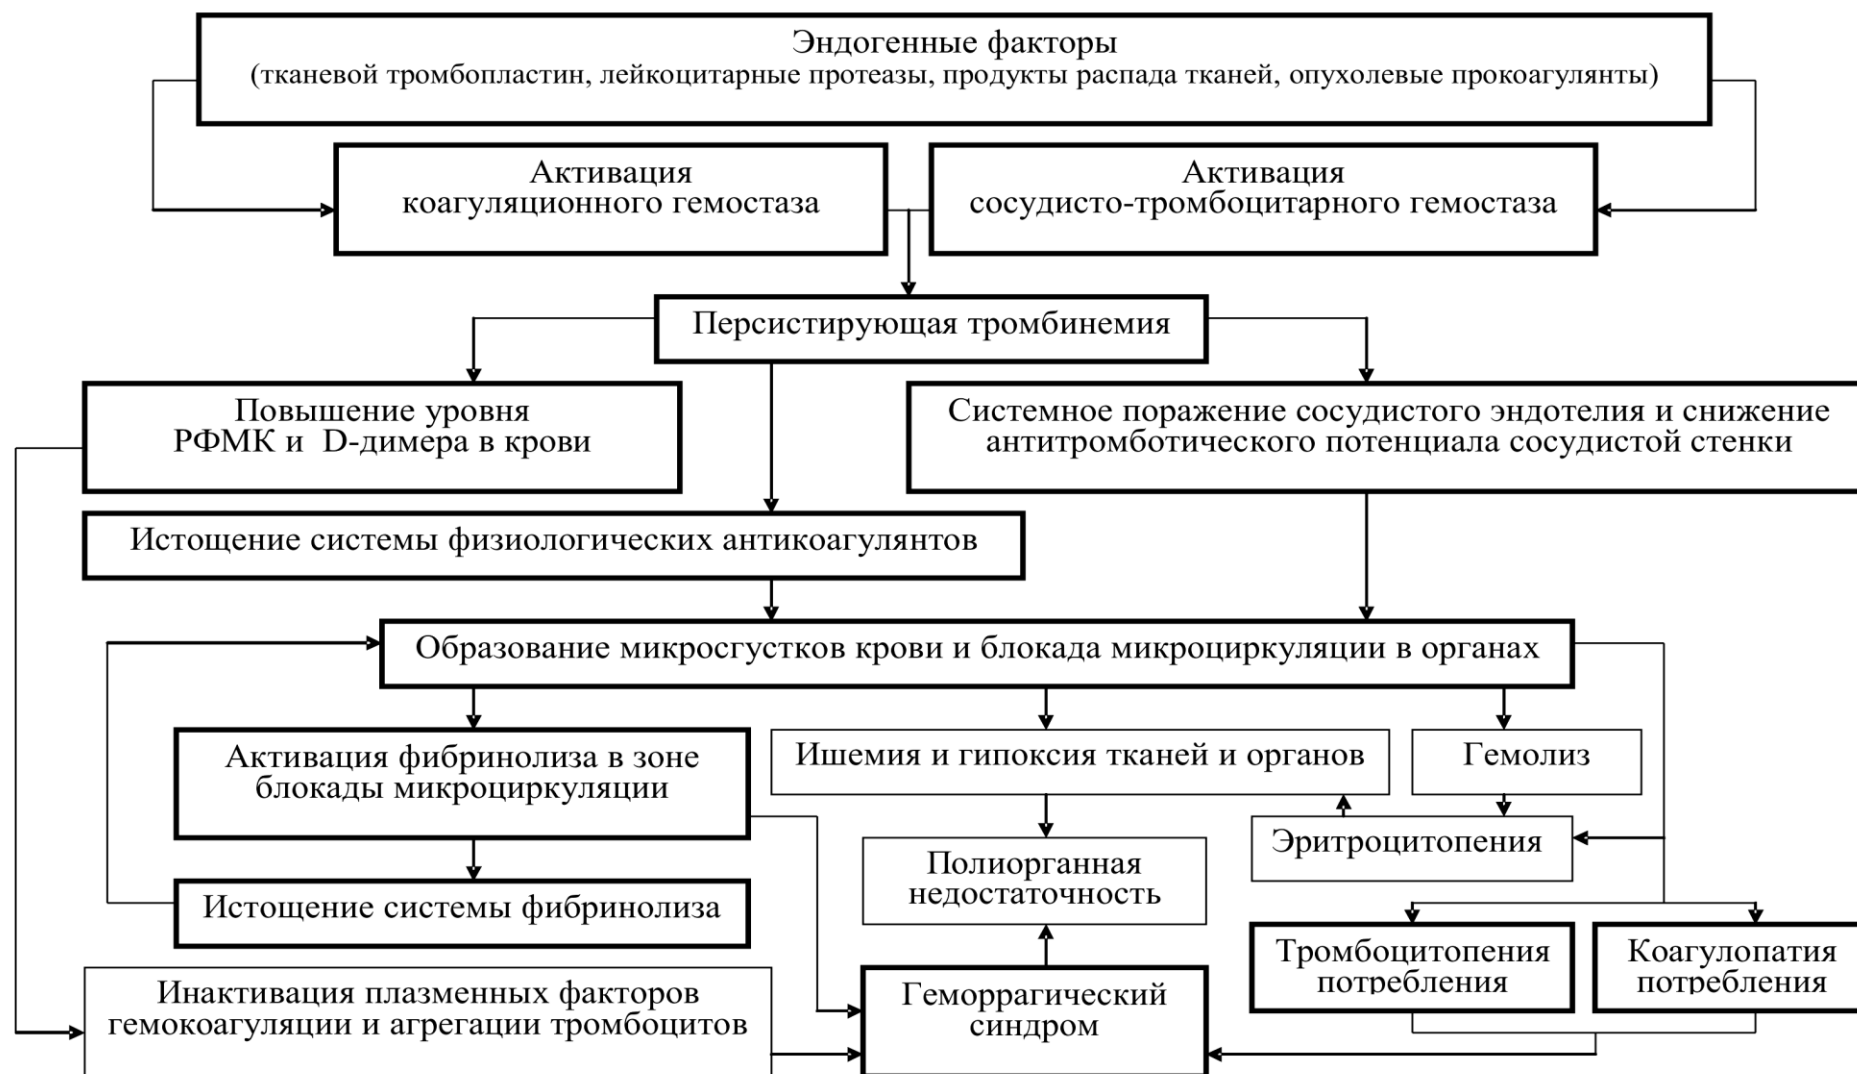 Эндогенные факторы
(тканевой тромбопластин, лейкоцитарные протеазы, продукты распада тканей, опухолевые прокоагулянты)
Активация
коагуляционного гемостаза
Активация
сосудисто-тромбоцитарного гемостаза
Персистирующая тромбинемия
Повышение уровня
РФМК и D-димера в крови
Системное поражение сосудистого эндотелия и снижение
антитромботического потенциала сосудистой стенки
Истощение системы физиологических антикоагулянтов
Образование микросгустков крови и блокада микроциркуляции в органах
Активация фибринолиза в зоне
блокады микроциркуляции
Ишемия и гипоксия тканей и органов
Гемолиз
Эритроцитопения
Полиорганная
недостаточность
Истощение системы фибринолиза
Тромбоцитопения
потребления
Коагулопатия
потребления
Инактивация плазменных факторов
гемокоагуляции и агрегации тромбоцитов
Геморрагический
синдром